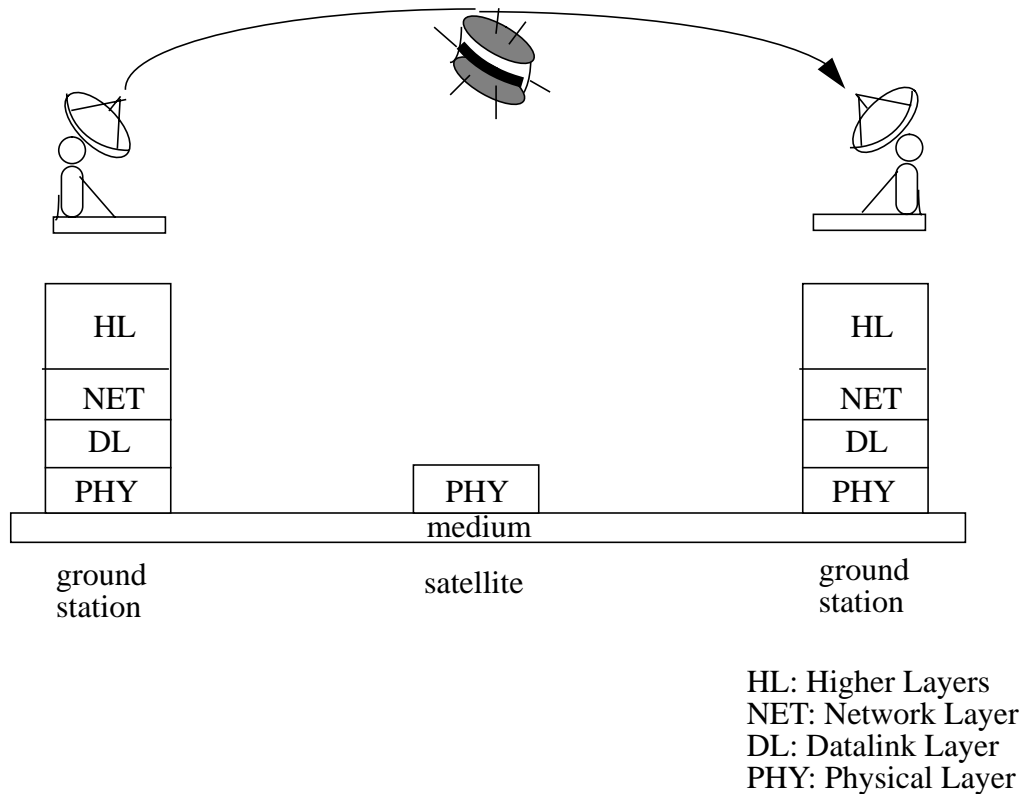 HL
HL
NET
NET
DL
DL
PHY
PHY
PHY
medium
ground
station
satellite
ground
station
HL: Higher Layers
NET: Network Layer
DL: Datalink Layer
PHY: Physical Layer